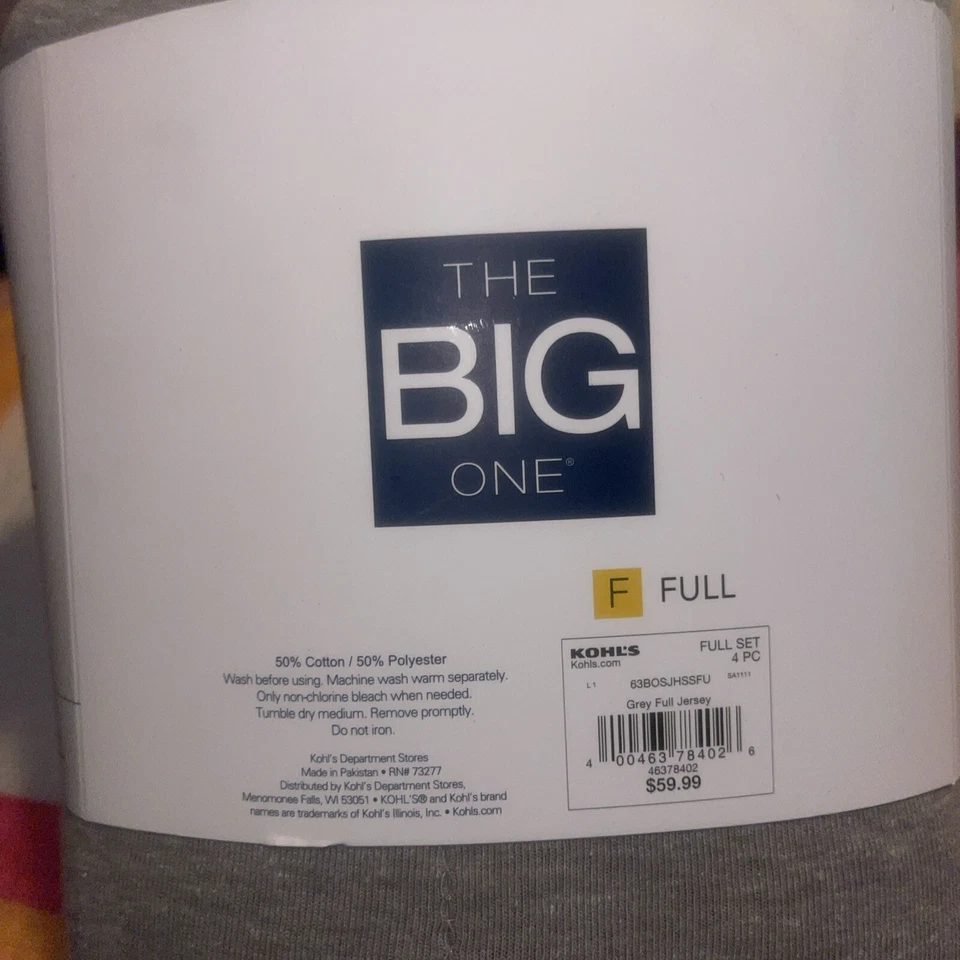 THE
BIG
ONE®
F FULL
50% Cotton / 50% Polyester
Wash before using. Machine wash warm separately.
Only non-chlorine bleach when needed.
Tumble dry medium. Remove promptly.
Do not iron.
Kohl's Department Stores
Made in Pakistan • RN# 73277
Distributed by Kohl's Department Stores,
Menomonee Falls, WI 53051 • KOHL'S® and Kohl's brand
names are trademarks of Kohl's Illinois, Inc. • Kohls.com
KOHL'S FULL SET
Kohls.com 4 PC
L1 63BOSJHSSFU SA1111
Grey Full Jersey
4 00463 78402 6
46378402
$59.99